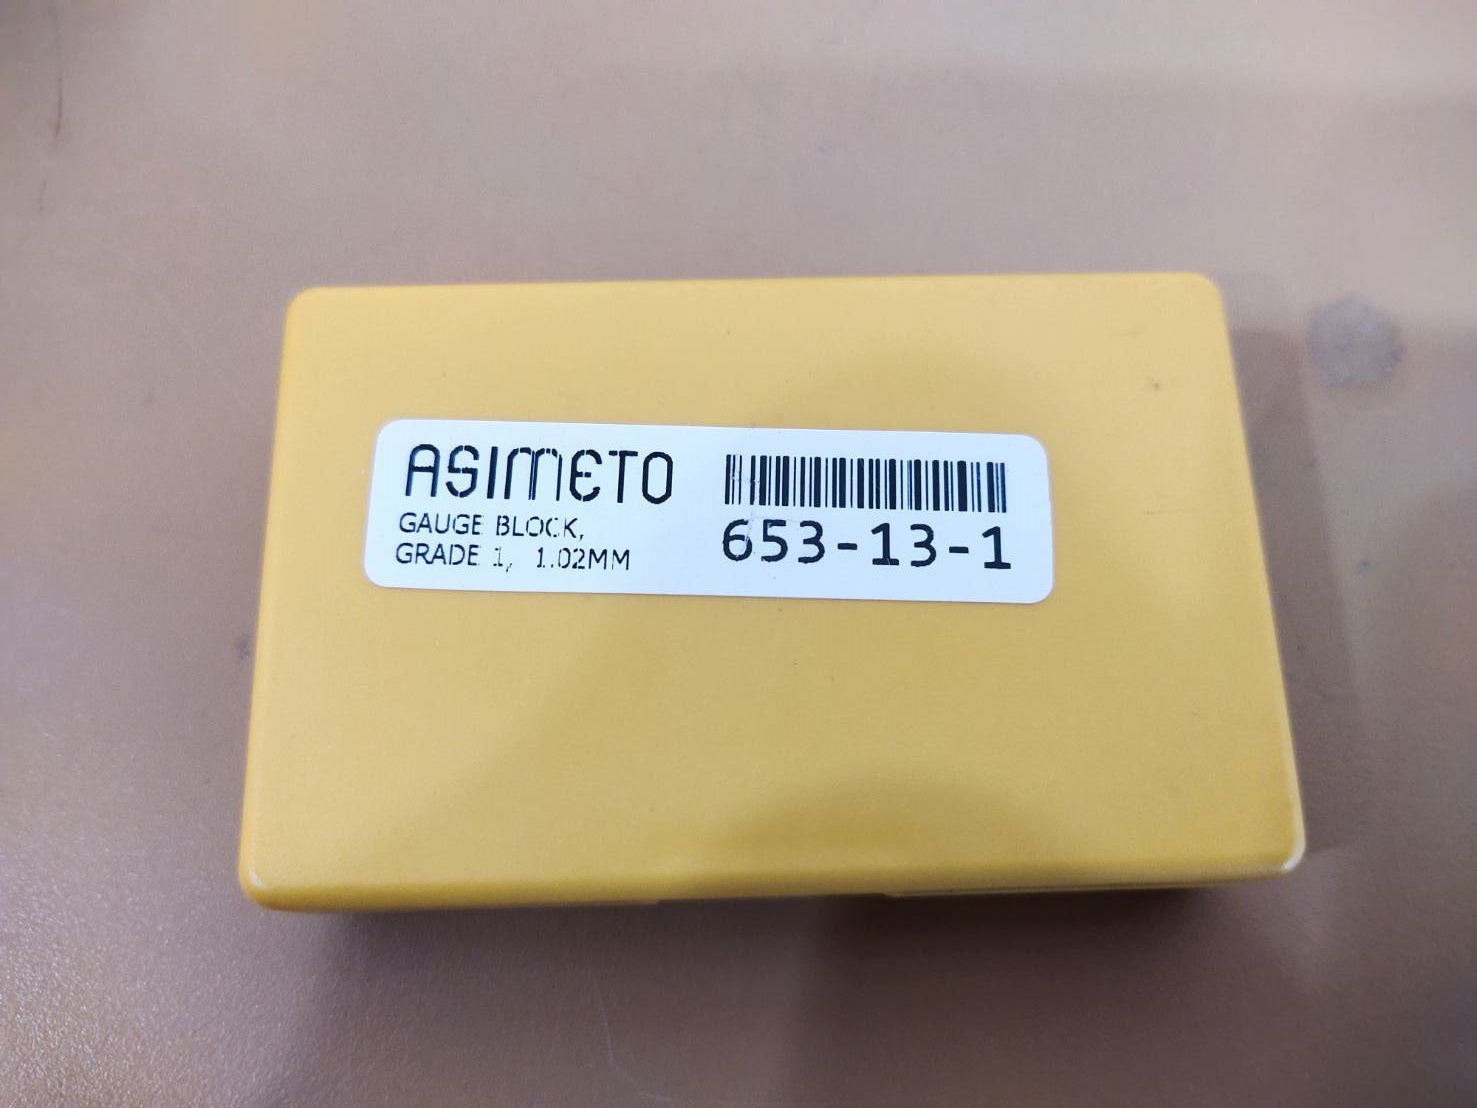 ASIMETO
GAUGE BLOCK,
GRADE 1, 1.02MM
653-13-1